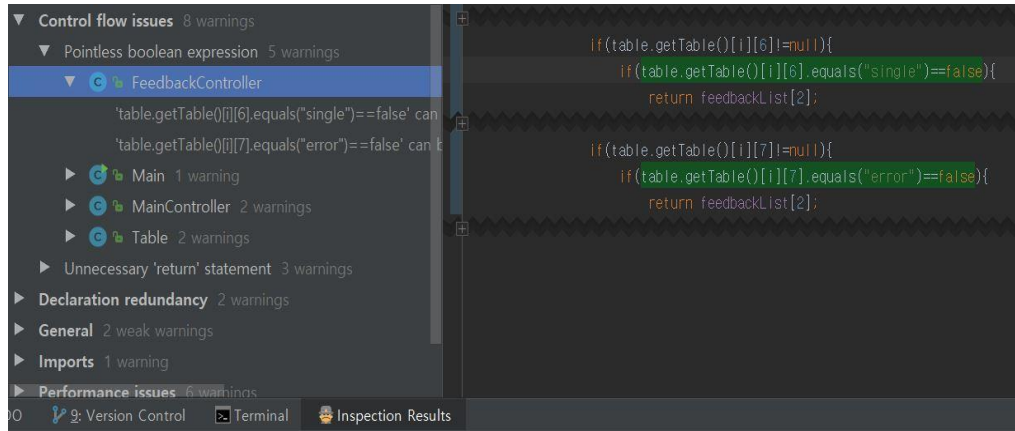 Control flow issues 8 warnings
Pointless boolean expression 5 warnings
FeedbackController
'table.getTable()[i][6].equals("single")==false' can
'table.getTable()[i][7].equals("error")==false' can b
Main 1 warning
MainController 2 warnings
Table 2 warnings
Unnecessary 'return' statement 3 warnings
Declaration redundancy 2 warnings
General 2 weak warnings
Imports 1 warning
Performance issues 6 warnings
if(table.getTable()[i][6]!=null){
if(table.getTable()[i][6].equals("single")==false){
return feedbackList[2];
if(table.getTable()[i][7]!=null){
if(table.getTable()[i][7].equals("error")==false){
return feedbackList[2];
DO 9: Version Control Terminal Inspection Results